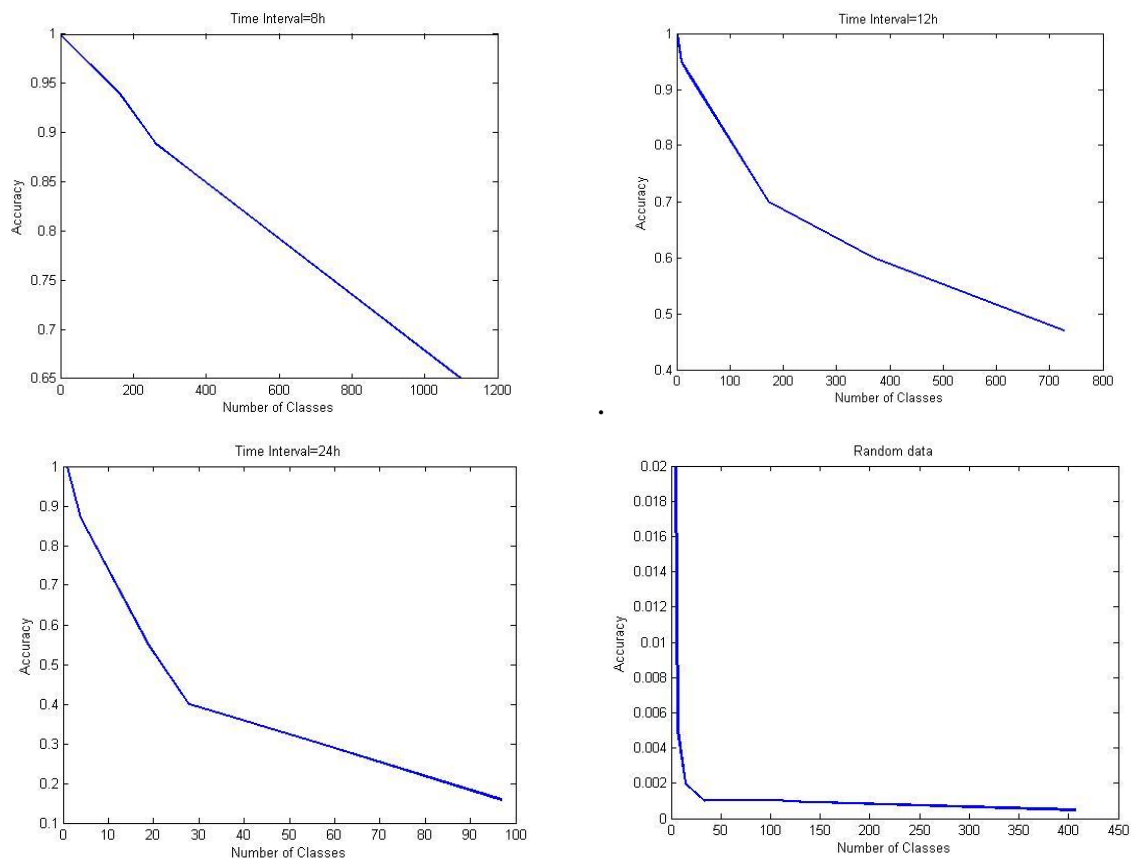 Time Interval=8h
1
0.95
0.9
0.85
0.8
0.75
0.7
0.65
Accuracy
0 200 400 600 800 1000 1200
Number of Classes
Time Interval=12h
1
0.9
0.8
0.7
0.6
0.5
0.4
Accuracy
0 100 200 300 400 500 600 700 800
Number of Classes
Time Interval=24h
1
0.9
0.8
0.7
0.6
0.5
0.4
0.3
0.2
0.1
Accuracy
0 10 20 30 40 50 60 70 80 90 100
Number of Classes
Random data
0.02
0.018
0.016
0.014
0.012
0.01
0.008
0.006
0.004
0.002
0
Accuracy
0 50 100 150 200 250 300 350 400 450
Number of Classes